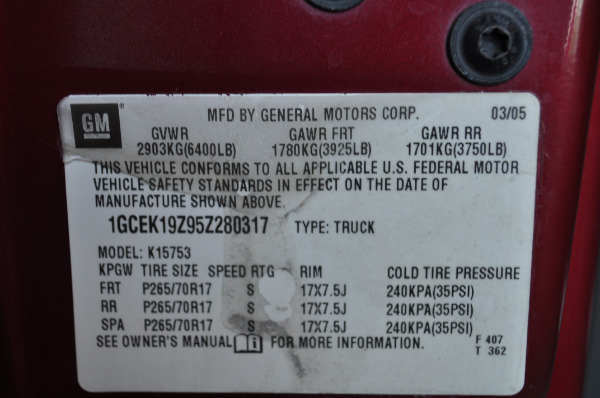 GM ® MFD BY GENERAL MOTORS CORP. 03/05
GVWR GAWR FRT GAWR RR
2903KG(6400LB) 1780KG(3925LB) 1701KG(3750LB)
THIS VEHICLE CONFORMS TO ALL APPLICABLE U.S. FEDERAL MOTOR
VEHICLE SAFETY STANDARDS IN EFFECT ON THE DATE OF
MANUFACTURE SHOWN ABOVE.
1GCEK19Z95Z280317 TYPE: TRUCK
MODEL: K15753
KPGW TIRE SIZE SPEED RTG RIM COLD TIRE PRESSURE
FRT P265/70R17 S 17X7.5J 240KPA(35PSI)
RR P265/70R17 S 17X7.5J 240KPA(35PSI)
SPA P265/70R17 S 17X7.5J 240KPA(35PSI)
SEE OWNER'S MANUAL FOR MORE INFORMATION. F 407
T 362